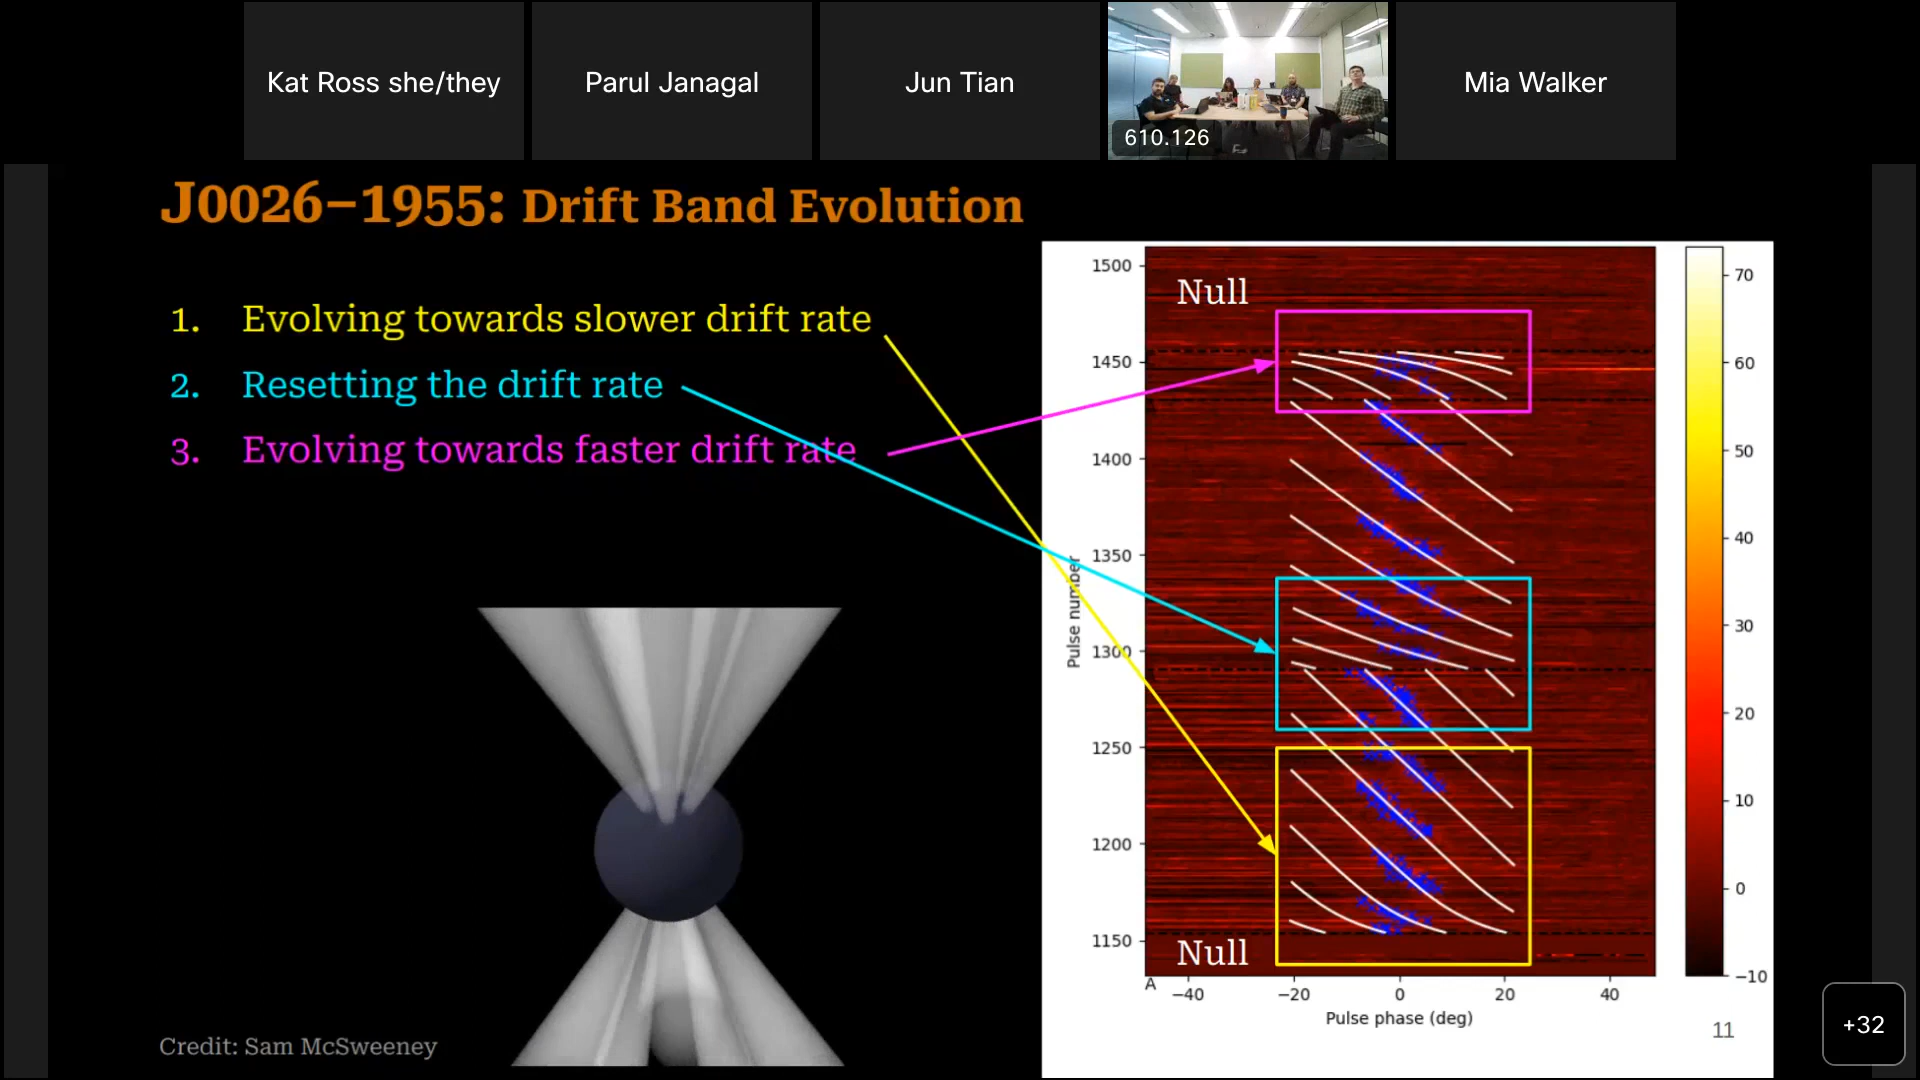 Kat Ross she/they
Parul Janagal
Jun Tian
610.126
Mia Walker
J0026−1955: Drift Band Evolution
1. Evolving towards slower drift rate
2. Resetting the drift rate
3. Evolving towards faster drift rate
Credit: Sam McSweeney
Null
Null
Pulse number
1500
1450
1400
1350
1300
1250
1200
1150
A
−40
−20
0
20
40
Pulse phase (deg)
70
60
50
40
30
20
10
0
−10
11
+32